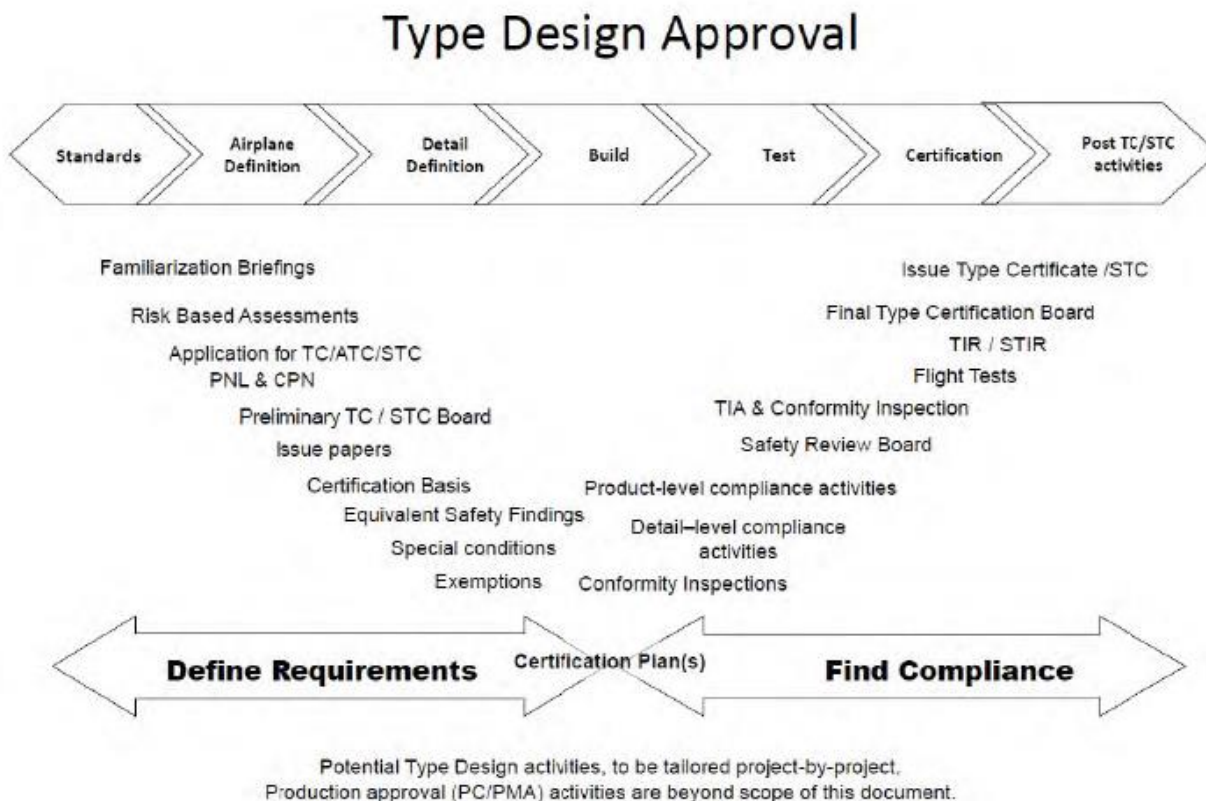 Type Design Approval
Standards
Airplane
Definition
Detail
Definition
Build
Test
Certification
Post TC/STC
activities
Familiarization Briefings
Risk Based Assessments
Application for TC/ATC/STC
PNL & CPN
Preliminary TC / STC Board
Issue papers
Certification Basis
Equivalent Safety Findings
Special conditions
Exemptions
Issue Type Certificate /STC
Final Type Certification Board
TIR / STIR
Flight Tests
TIA & Conformity Inspection
Safety Review Board
Product-level compliance activities
Detail–level compliance
activities
Conformity Inspections
Define Requirements
Certification Plan(s)
Find Compliance
Potential Type Design activities, to be tailored project-by-project,
Production approval (PC/PMA) activities are beyond scope of this document.